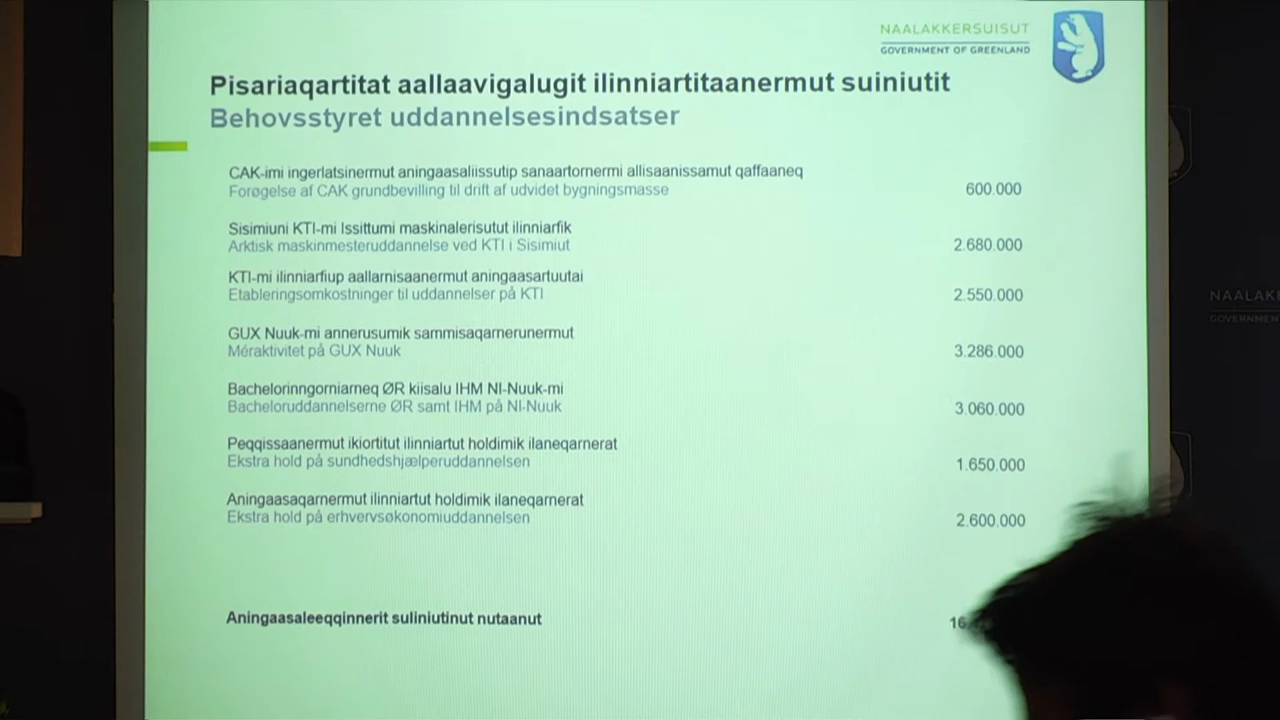 NAALAKKERSUISUT
GOVERNMENT OF GREENLAND
Pisariaqartitat aallaavigalugit ilinniartitaanermut suiniutit
Behovsstyret uddannelsesindsatser
CAK-imi ingerlatsinermut aningaasaliissutip sanaartornermi allisaanissamut qaffaaneq
Forøgelse af CAK grundbevilling til drift af udvidet bygningsmasse 600.000
Sisimiuni KTI-mi Issittumi maskinalerisutut ilinniarfik
Arktisk maskinmesteruddannelse ved KTI i Sisimiut 2.680.000
KTI-mi ilinniarfiup aallarnisaanermut aningaasartuutai
Etableringsomkostninger til uddannelser på KTI 2.550.000
GUX Nuuk-mi annerusumik sammisaqarnerunermut
Méraktivitet på GUX Nuuk 3.286.000
Bachelorinngorniarneq ØR kiisalu IHM NI-Nuuk-mi
Bacheloruddannelserne ØR samt IHM på NI-Nuuk 3.060.000
Peqqissaanermut ikiortitut ilinniartut holdimik ilaneqarnerat
Ekstra hold på sundhedshjælperuddannelsen 1.650.000
Aningaasaqarnermut ilinniartut holdimik ilaneqarnerat
Ekstra hold på erhvervsøkonomiuddannelsen 2.600.000
Aningaasaleeqqinnerit suliniutinut nutaanut 16